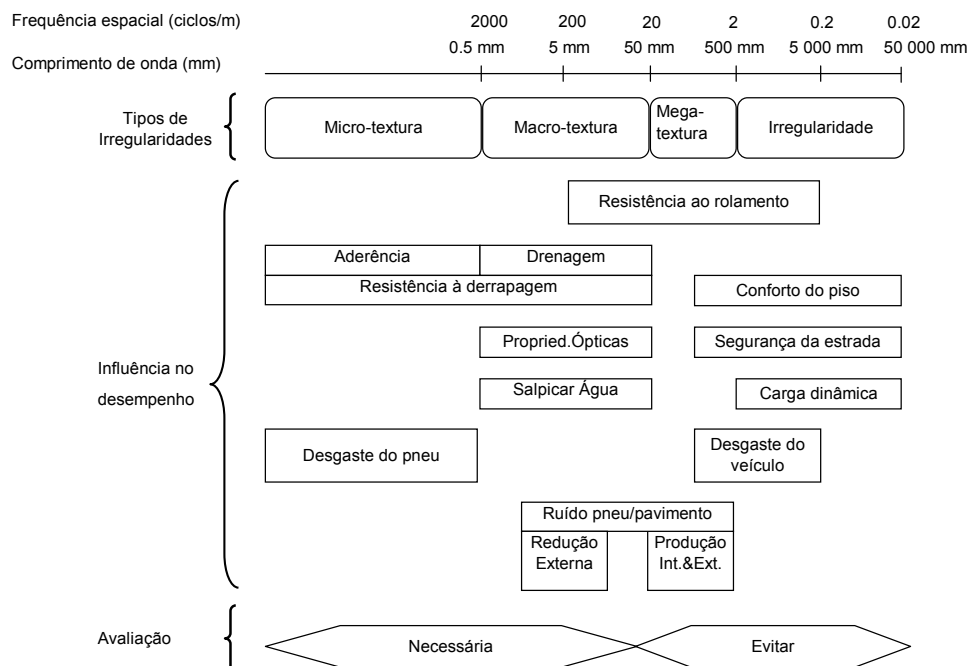 Frequência espacial (ciclos/m)
2000 200 20 2 0.2 0.02
0.5 mm 5 mm 50 mm 500 mm 5 000 mm 50 000 mm
Comprimento de onda (mm)
Tipos de
Irregularidades
Micro-textura
Macro-textura
Mega-
textura
Irregularidade
Resistência ao rolamento
Aderência
Drenagem
Resistência à derrapagem
Conforto do piso
Propried.Ópticas
Segurança da estrada
Influência no
desempenho
Salpicar Água
Carga dinâmica
Desgaste do pneu
Desgaste do
veículo
Ruído pneu/pavimento
Redução
Externa
Produção
Int.&Ext.
Avaliação
Necessária
Evitar